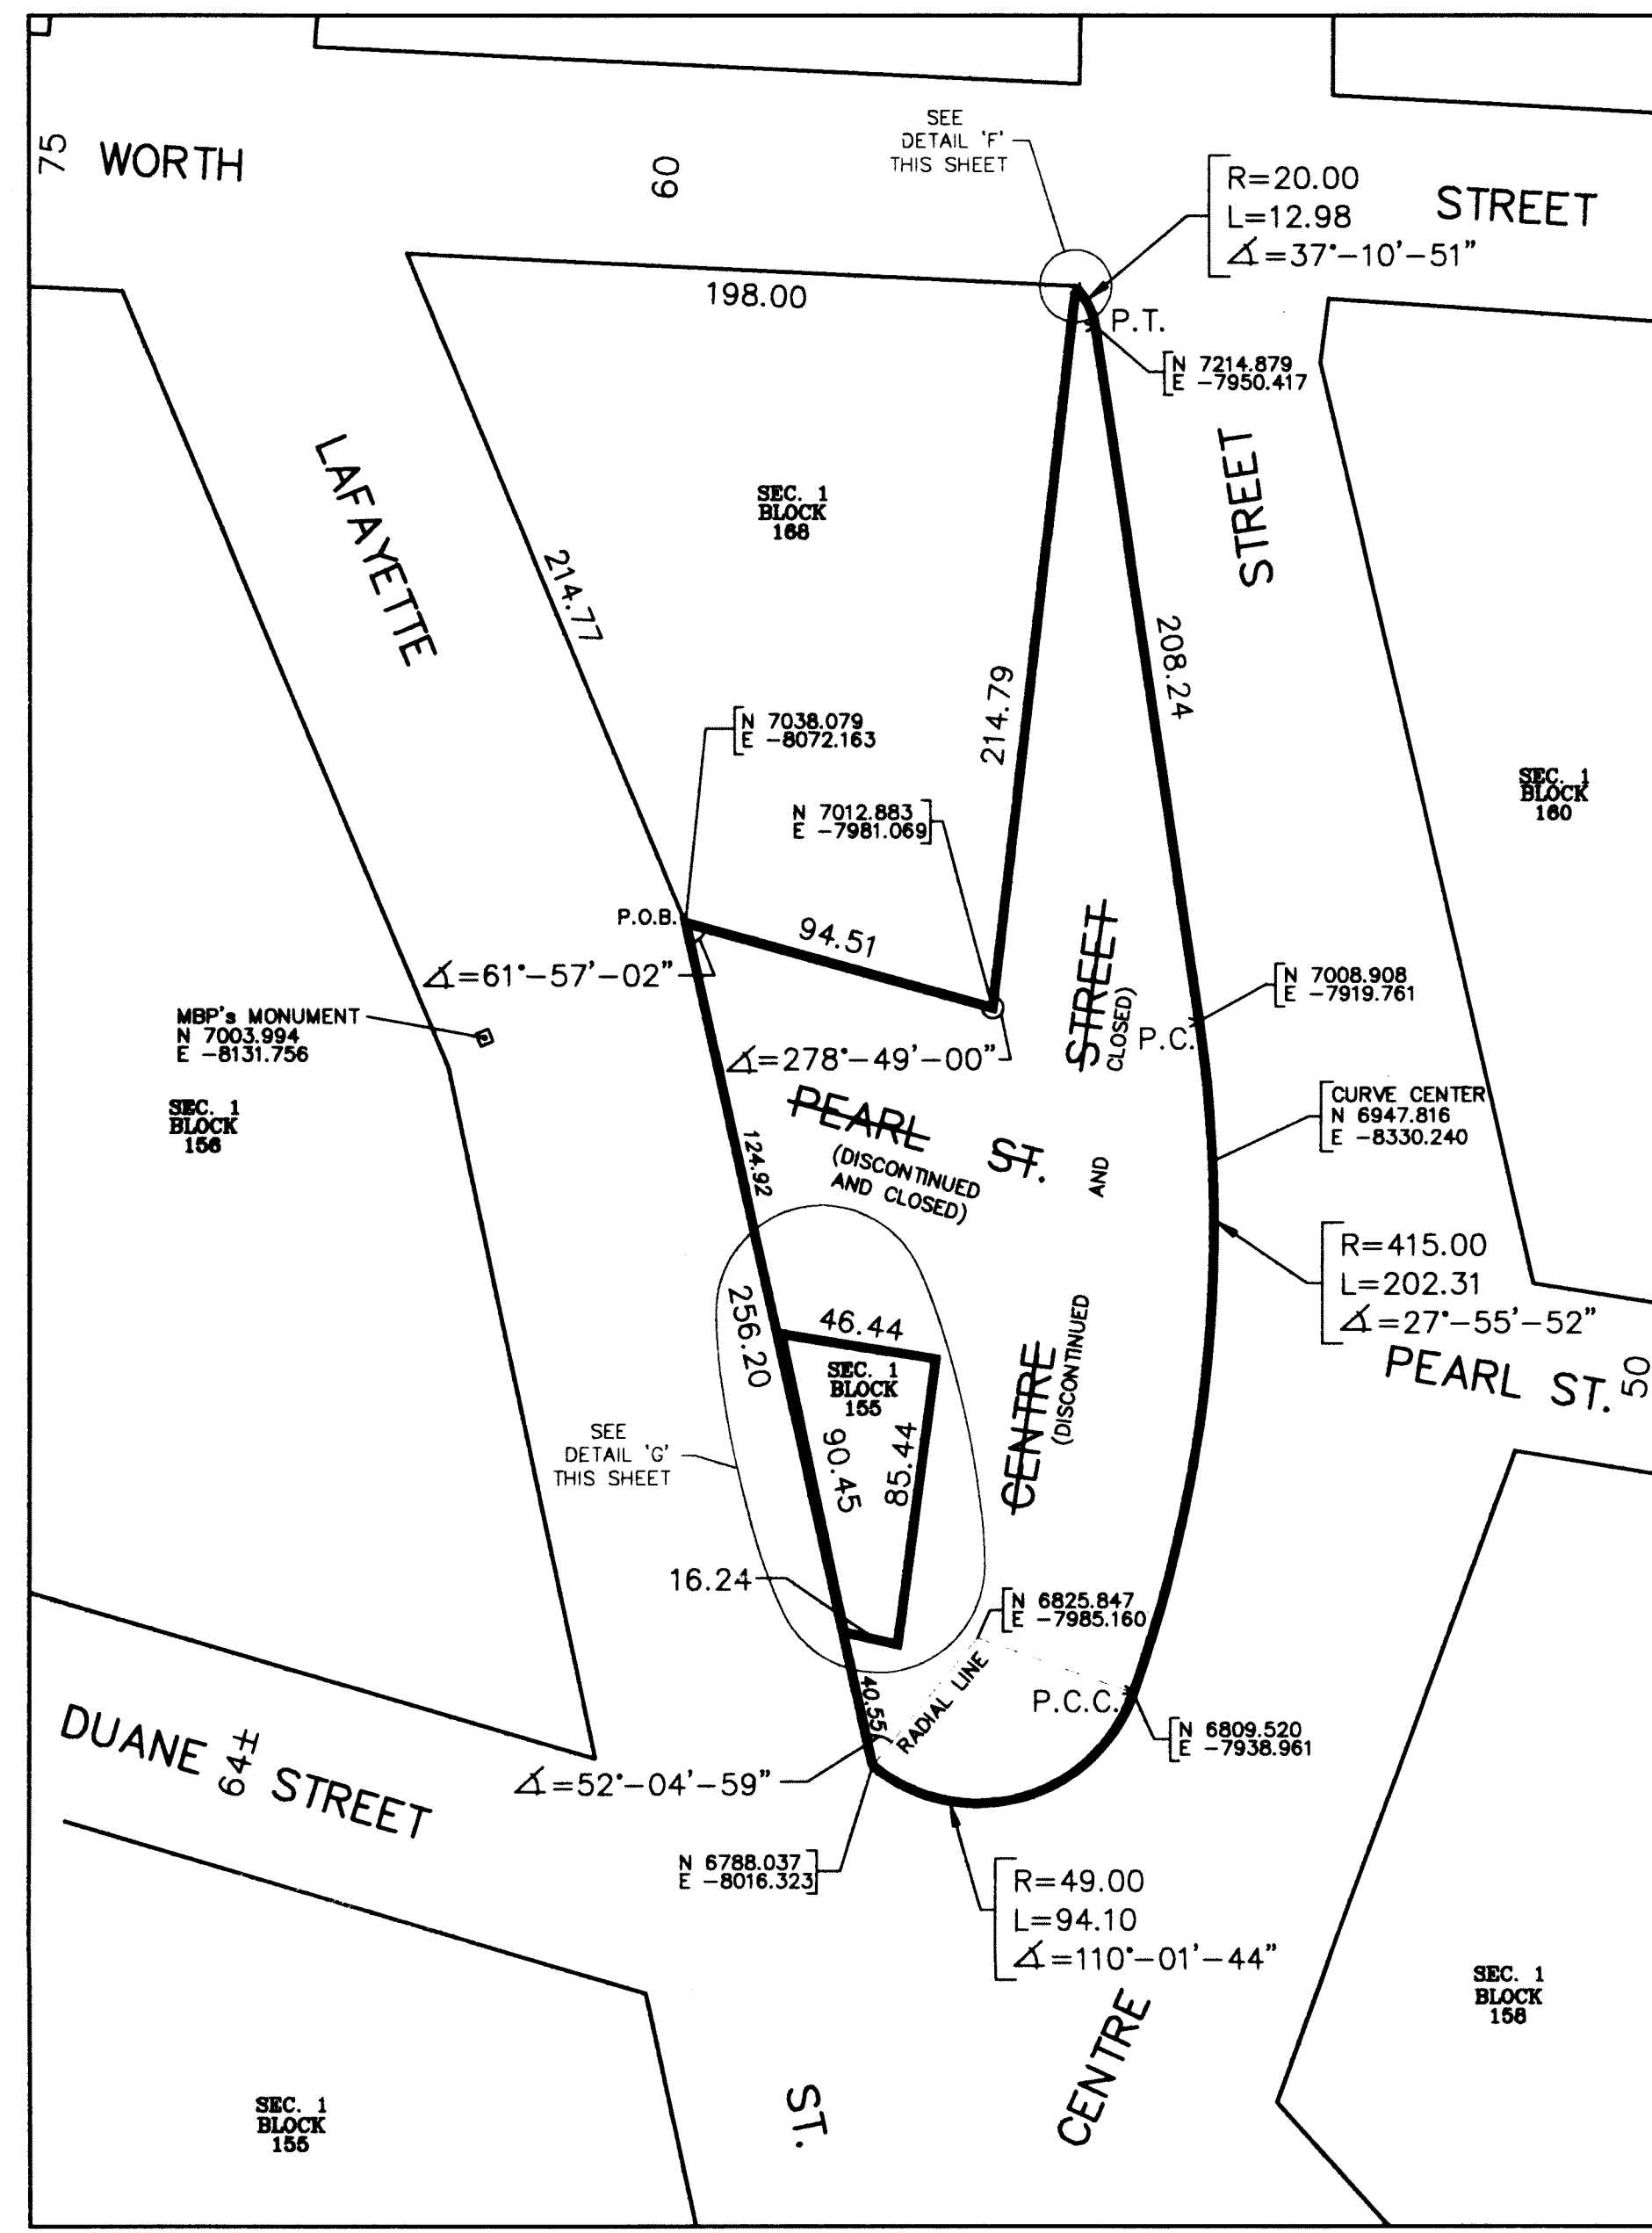 75
WORTH
60
SEE
DETAIL 'F'
THIS SHEET
R=20.00
L=12.98
∡=37°-10'-51"
STREET
198.00
P.T.
N 7214.879
E -7950.417
LAFAYETTE
214.77
SEC. 1
BLOCK
168
STREET
208.24
214.79
N 7038.079
E -8072.163
N 7012.883
E -7981.069
SEC. 1
BLOCK
160
P.O.B.
94.51
∡=61°-57'-02"
STREET
CLOSED)
N 7008.908
E -7919.761
P.C.
MBP's MONUMENT
N 7003.994
E -8131.756
∡=278°-49'-00"
SEC. 1
BLOCK
156
PEARL ST.
(DISCONTINUED
AND CLOSED)
AND
CURVE CENTER
N 6947.816
E -8330.240
124.92
R=415.00
L=202.31
∡=27°-55'-52"
256.20
46.44
SEC. 1
BLOCK
155
CENTRE
(DISCONTINUED
PEARL ST.
50
90.45
85.44
SEE
DETAIL 'G'
THIS SHEET
16.24
N 6825.847
E -7985.160
RADIAL LINE
P.C.C.
40.55
N 6809.520
E -7938.961
DUANE
64±
STREET
∡=52°-04'-59"
N 6788.037
E -8016.323
R=49.00
L=94.10
∡=110°-01'-44"
SEC. 1
BLOCK
158
CENTRE
ST.
SEC. 1
BLOCK
155